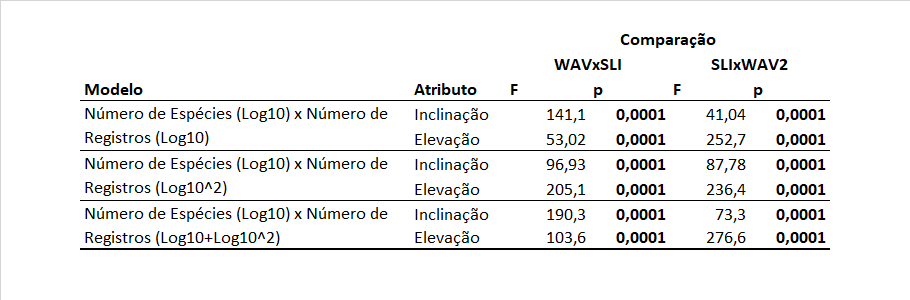 Comparação
WAVxSLI SLIxWAV2
Modelo Atributo F p F p
Número de Espécies (Log10) x Número de Inclinação 141,1 0,0001 41,04 0,0001
Registros (Log10) Elevação 53,02 0,0001 252,7 0,0001
Número de Espécies (Log10) x Número de Inclinação 96,93 0,0001 87,78 0,0001
Registros (Log10^2) Elevação 205,1 0,0001 236,4 0,0001
Número de Espécies (Log10) x Número de Inclinação 190,3 0,0001 73,3 0,0001
Registros (Log10+Log10^2) Elevação 103,6 0,0001 276,6 0,0001